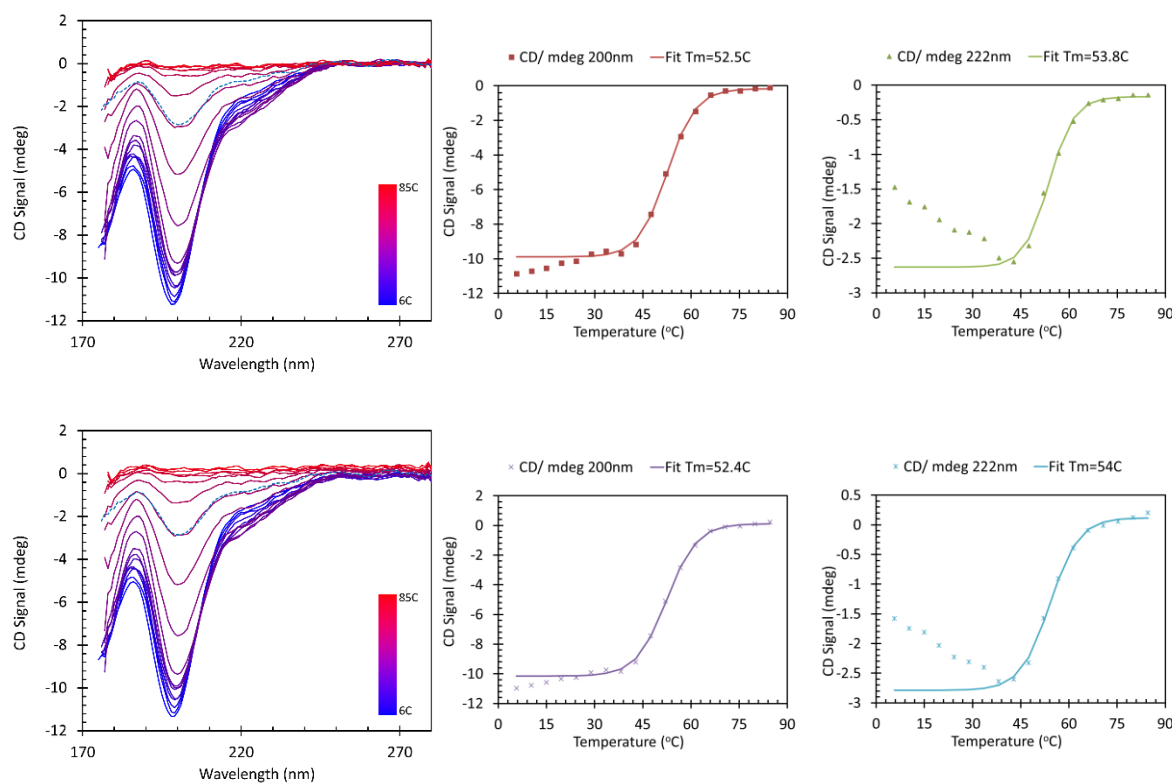 2
0
-2
-4
-6
-8
-10
-12
CD Signal (mdeg)
85C
6C
170 220 270
Wavelength (nm)
CD/ mdeg 200nm Fit Tm=52.5C
0
-2
-4
-6
-8
-10
-12
CD Signal (mdeg)
0 15 30 45 60 75 90
Temperature (°C)
CD/ mdeg 222nm Fit Tm=53.8C
0
-0.5
-1
-1.5
-2
-2.5
-3
CD Signal (mdeg)
0 15 30 45 60 75 90
Temperature (°C)
2
0
-2
-4
-6
-8
-10
-12
CD Signal (mdeg)
85C
6C
170 220 270
Wavelength (nm)
CD/ mdeg 200nm Fit Tm=52.4C
2
0
-2
-4
-6
-8
-10
-12
CD Signal (mdeg)
0 15 30 45 60 75 90
Temperature (°C)
CD/ mdeg 222nm Fit Tm=54C
0.5
0
-0.5
-1
-1.5
-2
-2.5
-3
CD Signal (mdeg)
0 15 30 45 60 75 90
Temperature (°C)